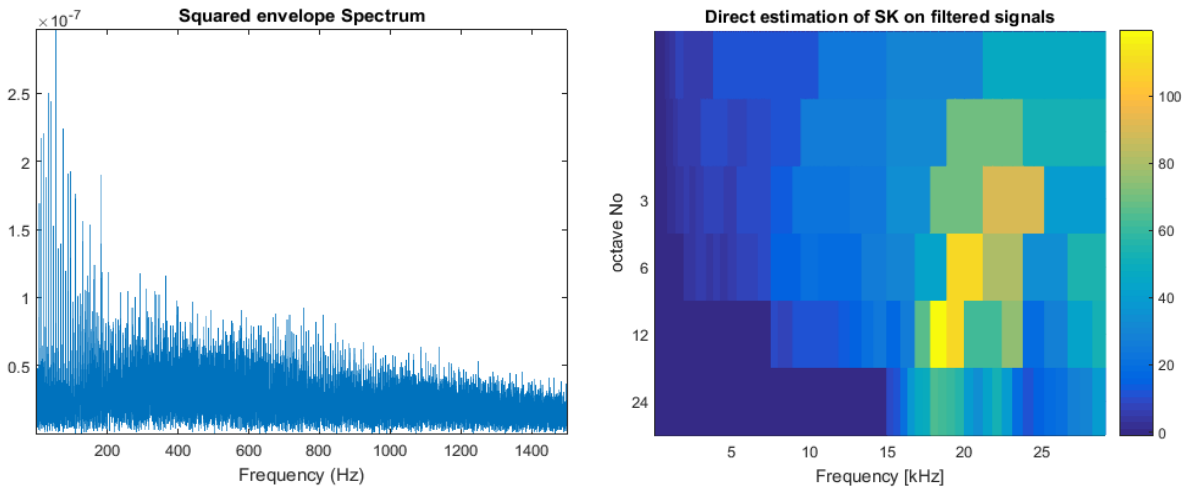 Squared envelope Spectrum
×10⁻⁷
2.5
2
1.5
1
0.5
200 400 600 800 1000 1200 1400
Frequency (Hz)
Direct estimation of SK on filtered signals
octave No
3
6
12
24
5 10 15 20 25
Frequency [kHz]
100
80
60
40
20
0